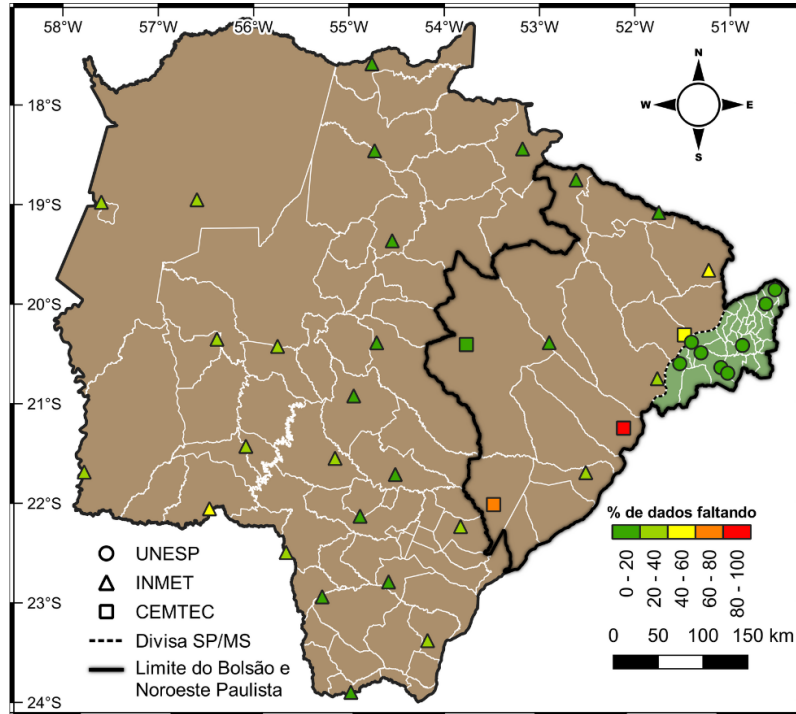 58°W 57°W 56°W 55°W 54°W 53°W 52°W 51°W
18°S
19°S
20°S
21°S
22°S
23°S
24°S
N
W E
S
UNESP
INMET
CEMTEC
Divisa SP/MS
Limite do Bolsão e
Noroeste Paulista
% de dados faltando
0 - 20
20 - 40
40 - 60
60 - 80
80 - 100
0 50 100 150 km